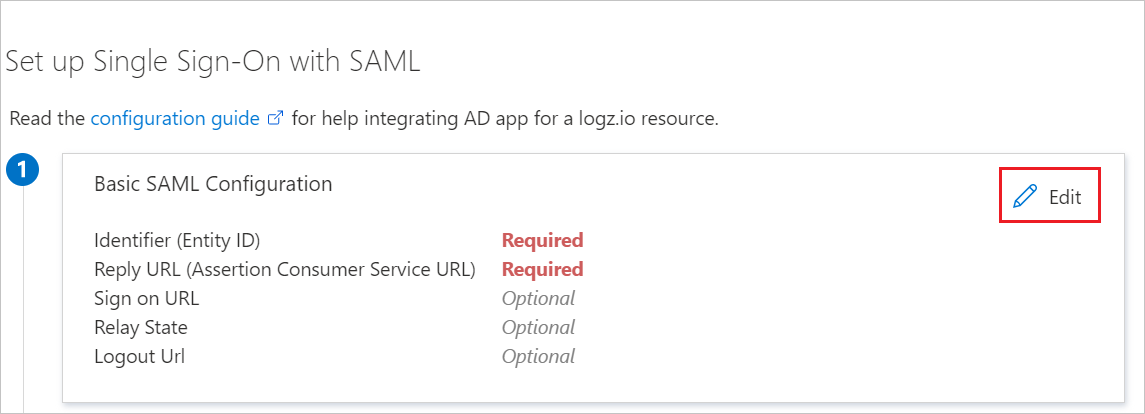 Set up Single Sign-On with SAML
Read the configuration guide for help integrating AD app for a logz.io resource.
1
Basic SAML Configuration
Edit
Identifier (Entity ID) Required
Reply URL (Assertion Consumer Service URL) Required
Sign on URL Optional
Relay State Optional
Logout Url Optional